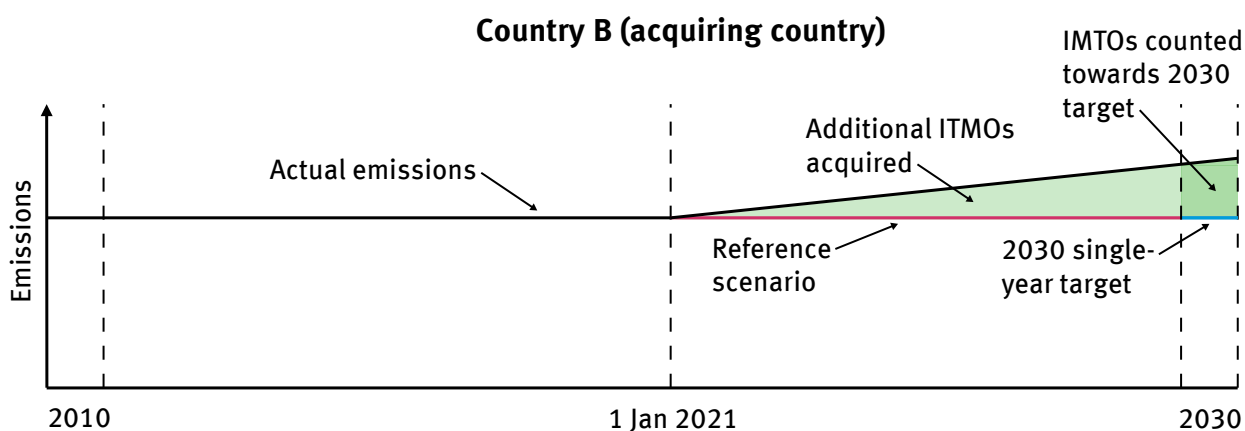 Country B (acquiring country)
IMTOs counted
towards 2030
target
Additional ITMOs
acquired
Actual emissions
Emissions
Reference
scenario
2030 single-
year target
2010
1 Jan 2021
2030